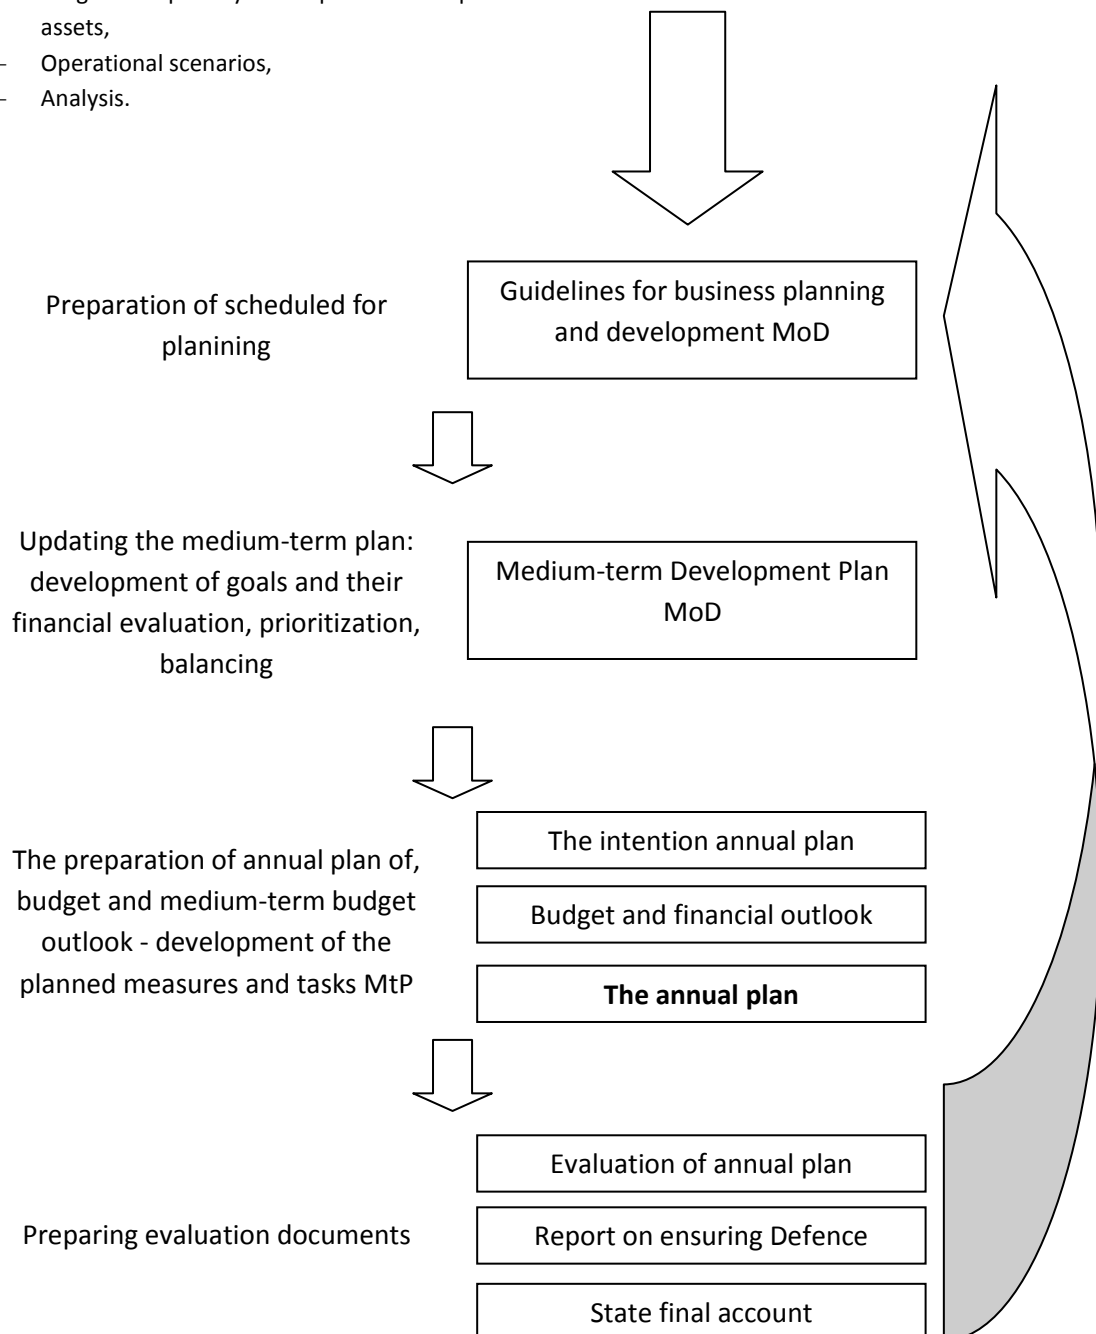 assets,
– Operational scenarios,
– Analysis.
Preparation of scheduled for
planining
Guidelines for business planning
and development MoD
Updating the medium-term plan:
development of goals and their
financial evaluation, prioritization,
balancing
Medium-term Development Plan
MoD
The preparation of annual plan of,
budget and medium-term budget
outlook - development of the
planned measures and tasks MtP
The intention annual plan
Budget and financial outlook
The annual plan
Preparing evaluation documents
Evaluation of annual plan
Report on ensuring Defence
State final account